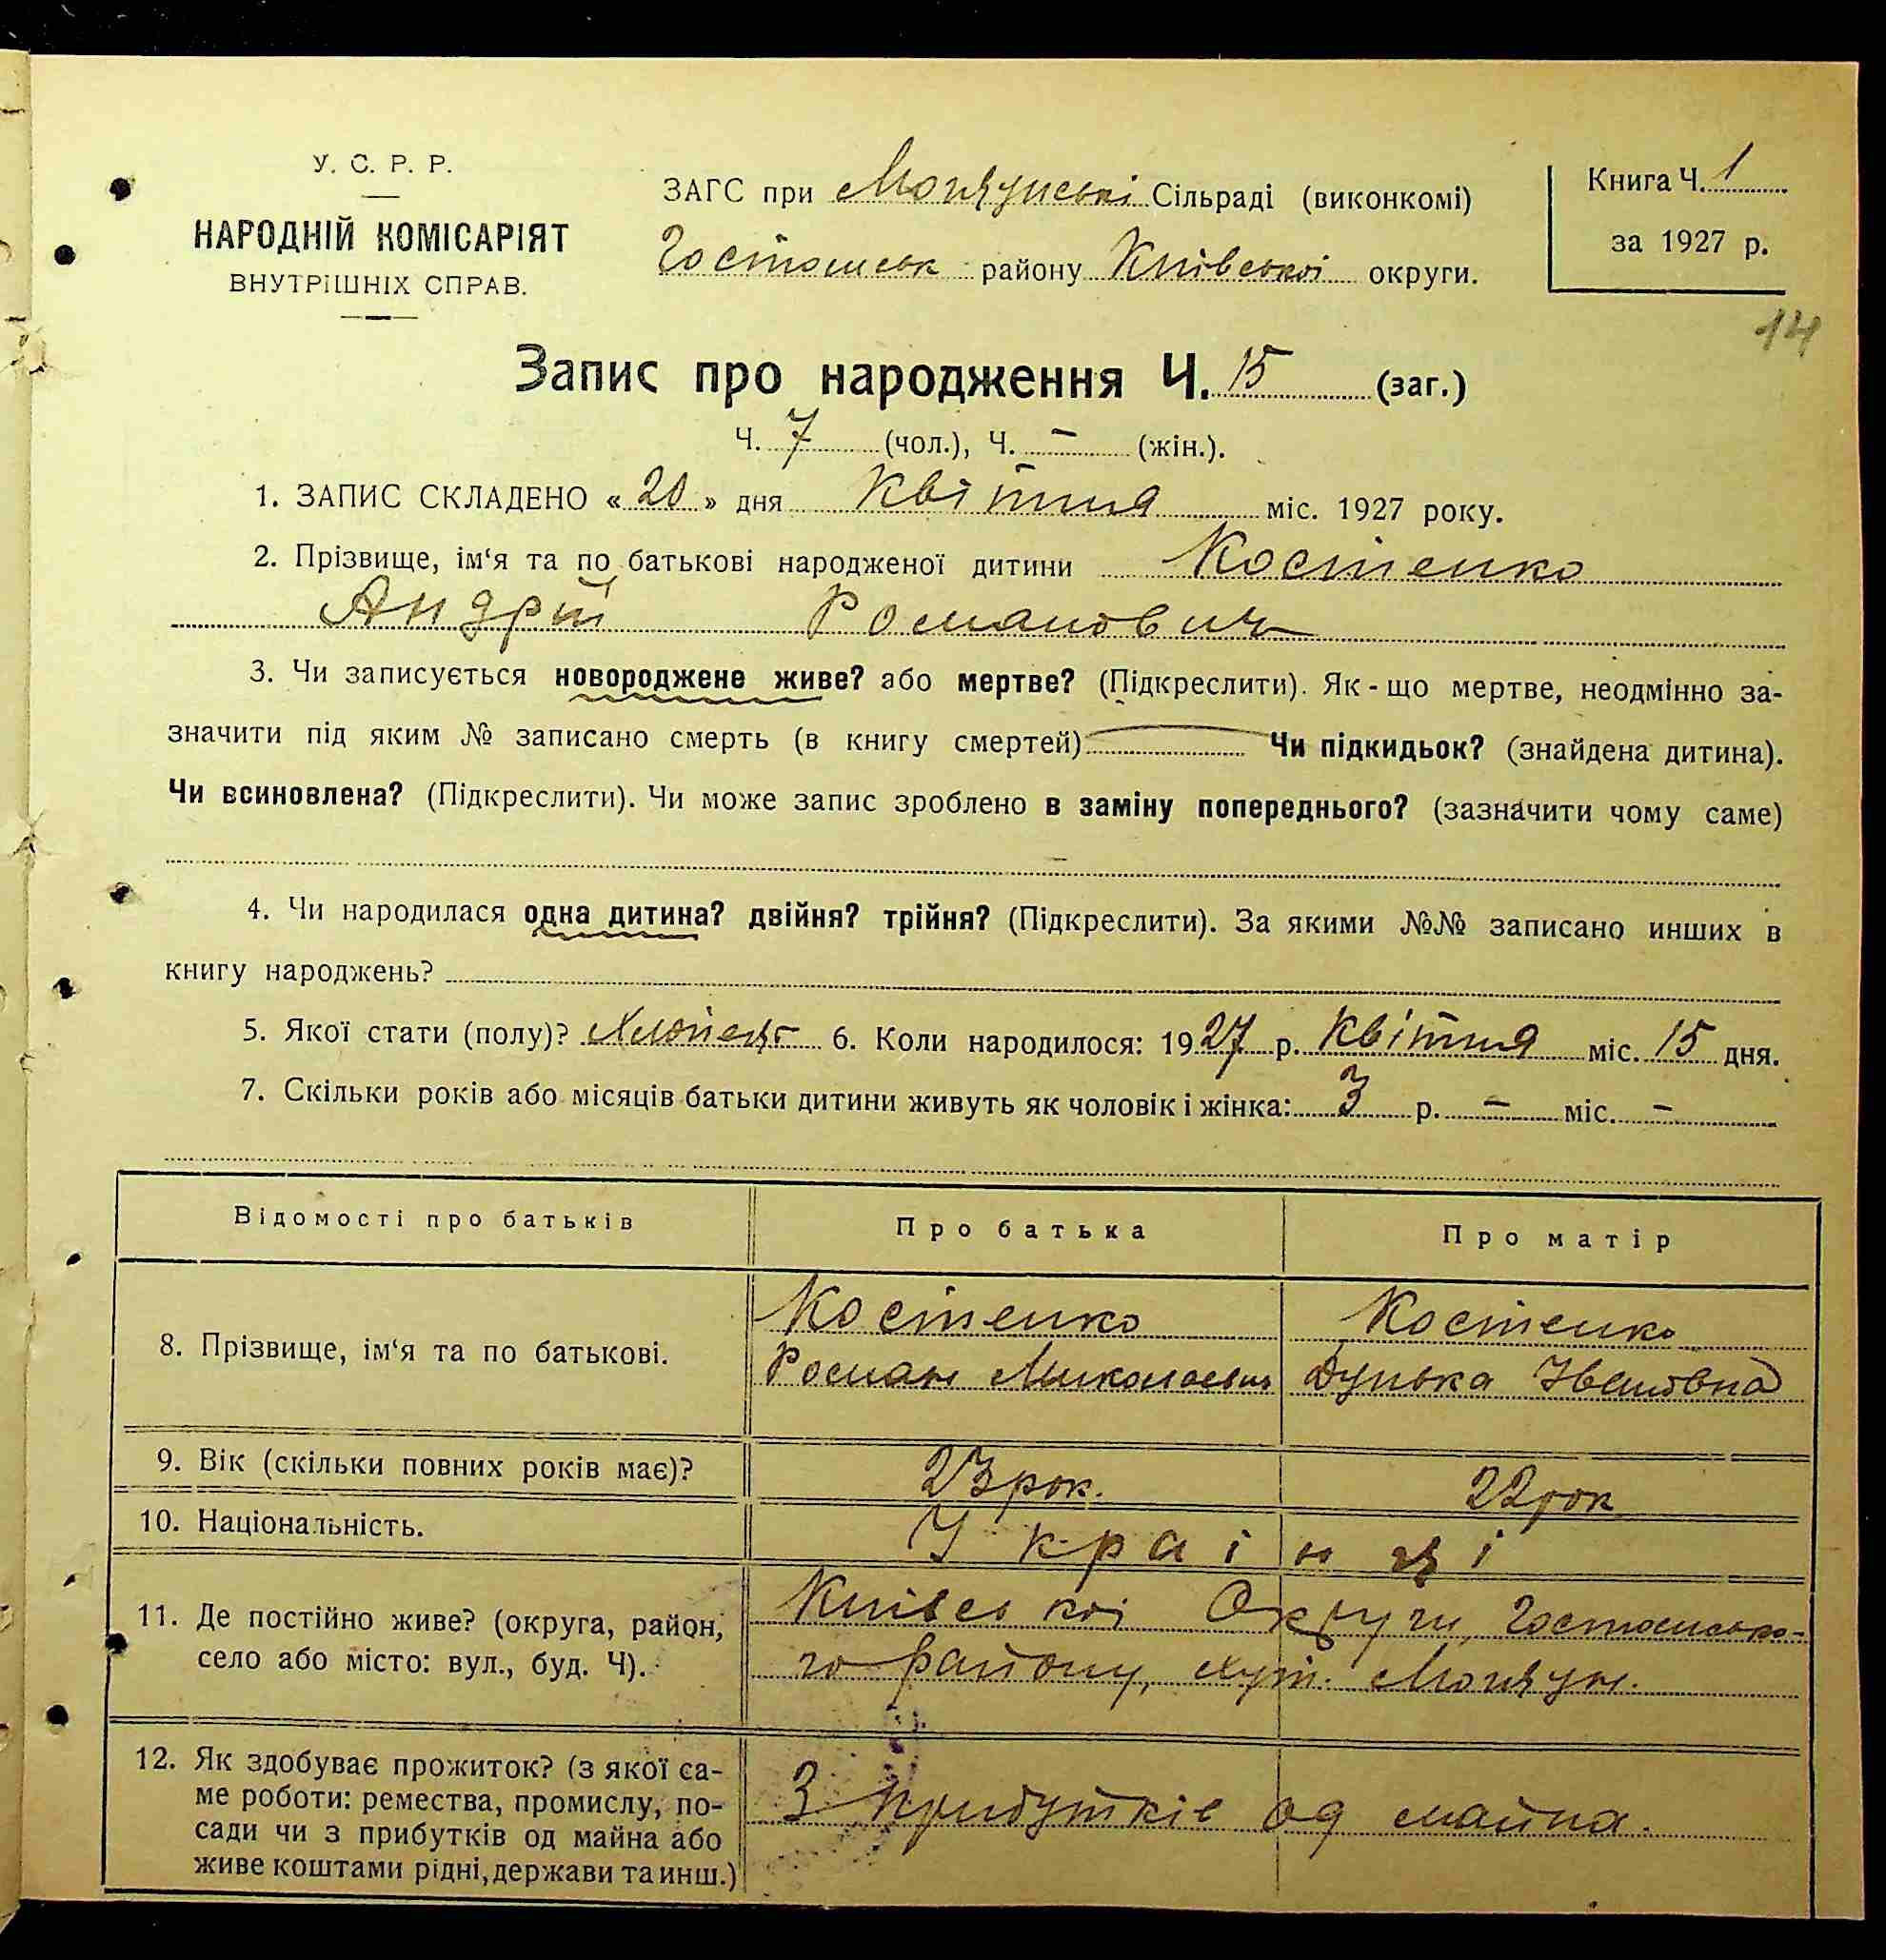 У. С. Р. Р.
НАРОДНІЙ КОМІСАРІЯТ
ВНУТРІШНІХ СПРАВ.
ЗАГС при Мощунські Сільраді (виконкомі)
Гостомськ району Київської округи.
Книга Ч. 1
за 1927 р.
14
Запис про народження Ч. 15 (заг.)
Ч. 7 (чол.), Ч. — (жін.).
1. ЗАПИС СКЛАДЕНО «20» дня Квітня міс. 1927 року.
2. Прізвище, ім‘я та по батькові народженої дитини Костенко
Андрій Романович
3. Чи записується новороджене живе? або мертве? (Підкреслити). Як-що мертве, неодмінно за-
значити під яким № записано смерть (в книгу смертей) Чи підкидьок? (знайдена дитина).
Чи всиновлена? (Підкреслити). Чи може запис зроблено в заміну попереднього? (зазначити чому саме)
—
4. Чи народилася одна дитина? двійня? трійня? (Підкреслити). За якими №№ записано инших в
книгу народжень?
5. Якої стати (полу)? Хлопець 6. Коли народилося: 1927 р. Квітня міс. 15 дня.
7. Скільки років або місяців батьки дитини живуть як чоловік і жінка: 3 р. — міс. —
Відомості про батьків Про батька Про матір
8. Прізвище, ім‘я та по батькові.
Костенко Костенко
Роман Миколаевич Дунька Івановна
9. Вік (скільки повних років має)? 23 рок. 22 рок
10. Національність. Українці
11. Де постійно живе? (округа, район,
село або місто: вул., буд. Ч).
Київської Округи, Гостомсько-
го району, хут. Мощун.
12. Як здобуває прожиток? (з якої са-
ме роботи: ремества, промислу, по-
сади чи з прибутків од майна або
живе коштами рідні, держави та инш.)
З прибутків од майна.